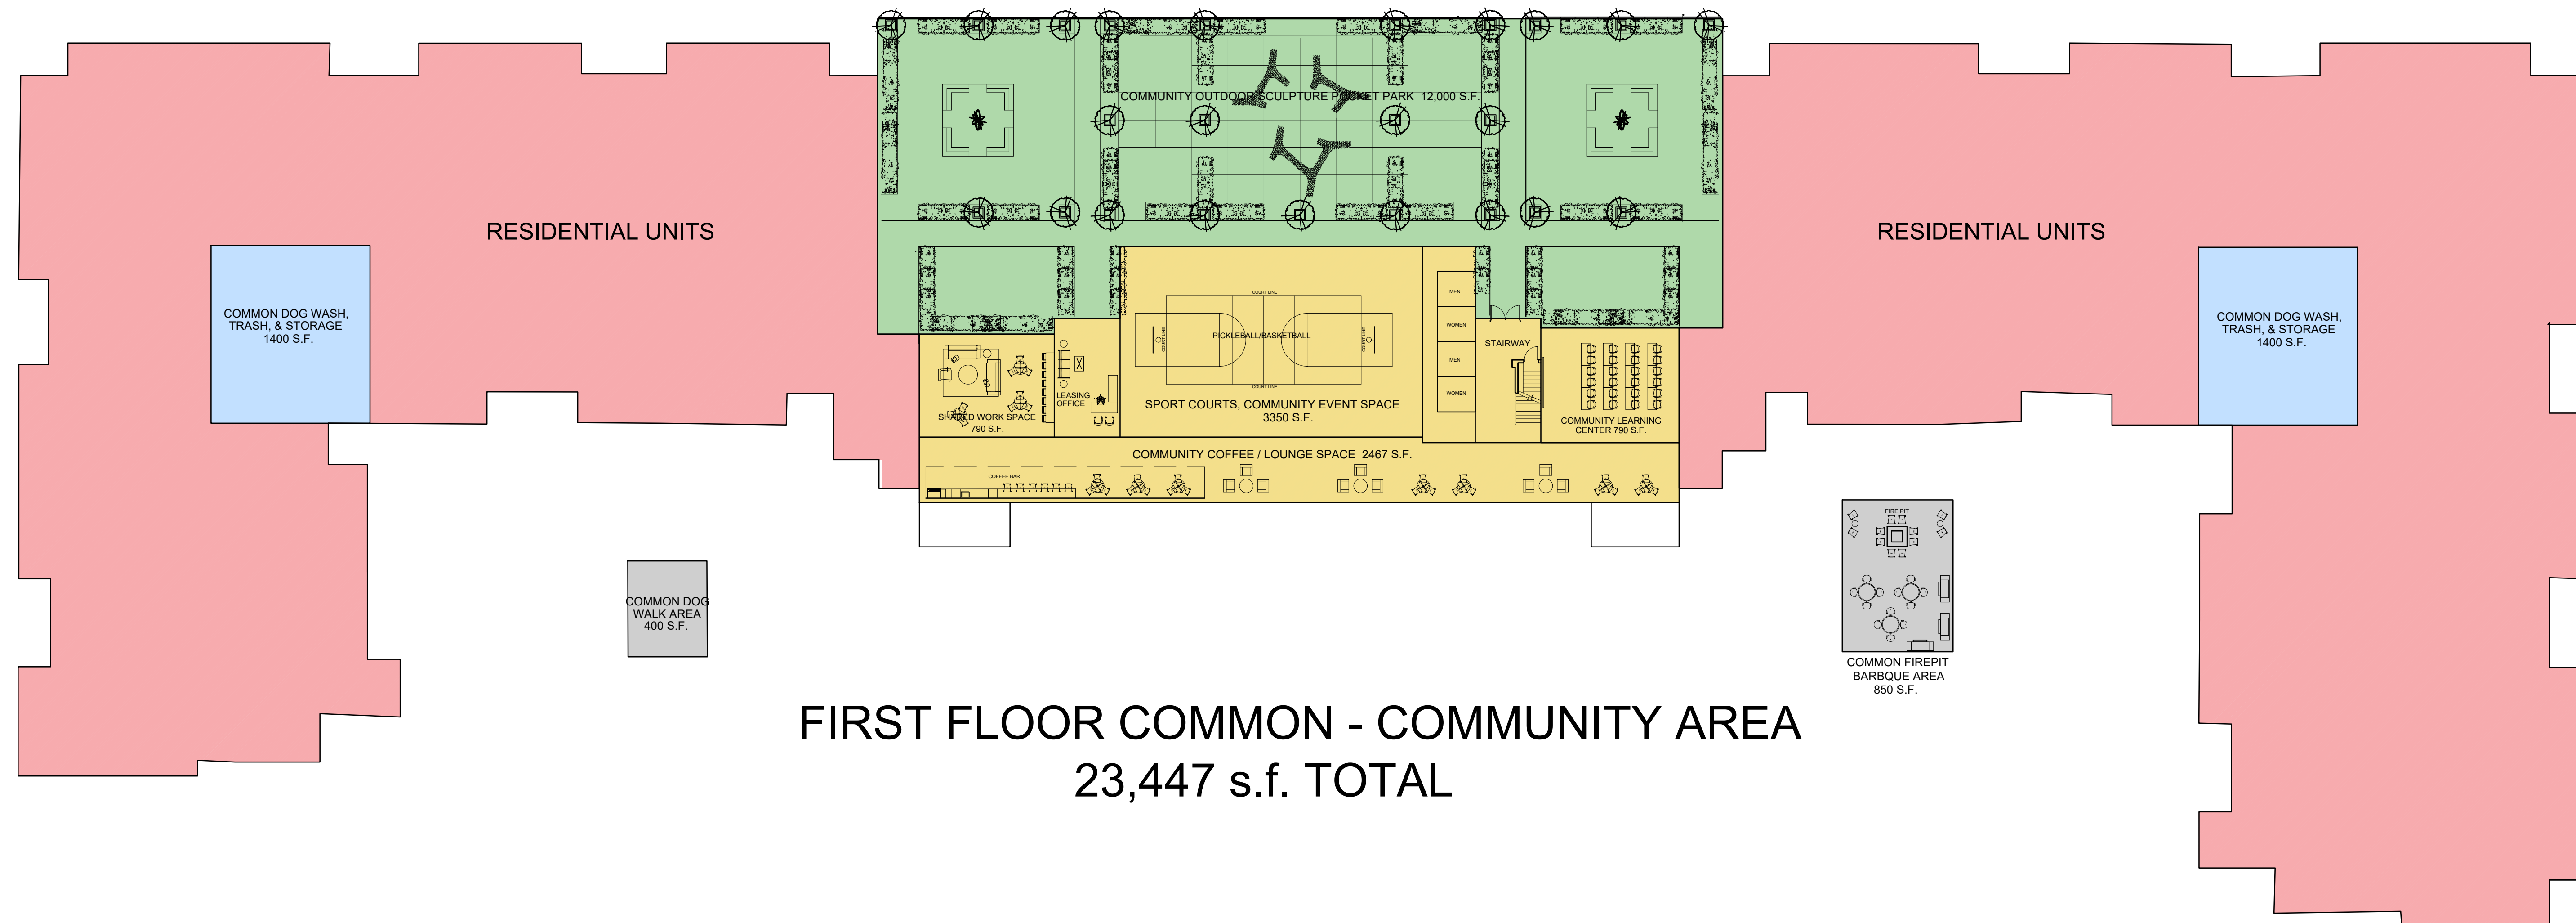 COMMUNITY OUTDOOR SCULPTURE POCKET PARK 12,000 S.F.
RESIDENTIAL UNITS
RESIDENTIAL UNITS
COMMON DOG WASH,
TRASH, & STORAGE
1400 S.F.
COMMON DOG WASH,
TRASH, & STORAGE
1400 S.F.
COURT LINE
COURT LINE
PICKLEBALL/BASKETBALL
COURT LINE
COURT LINE
MEN
WOMEN
MEN
WOMEN
STAIRWAY
LEASING
OFFICE
SHARED WORK SPACE
790 S.F.
SPORT COURTS, COMMUNITY EVENT SPACE
3350 S.F.
COMMUNITY LEARNING
CENTER 790 S.F.
COMMUNITY COFFEE / LOUNGE SPACE 2467 S.F.
COFFEE BAR
FIRE PIT
COMMON DOG
WALK AREA
400 S.F.
COMMON FIREPIT
BARBQUE AREA
850 S.F.
FIRST FLOOR COMMON - COMMUNITY AREA
23,447 s.f. TOTAL